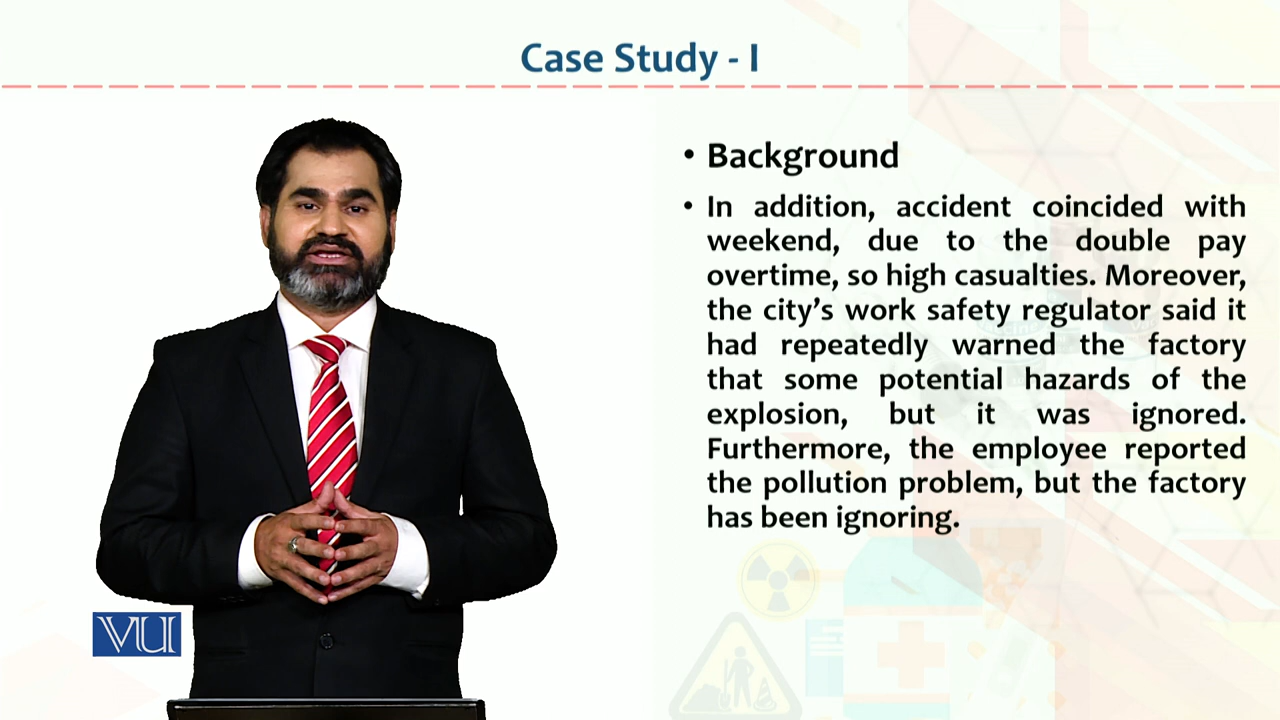 Case Study - I
• Background
• In addition, accident coincided with
weekend, due to the double pay
overtime, so high casualties. Moreover,
the city's work safety regulator said it
had repeatedly warned the factory
that some potential hazards of the
explosion, but it was ignored.
Furthermore, the employee reported
the pollution problem, but the factory
has been ignoring.
VU